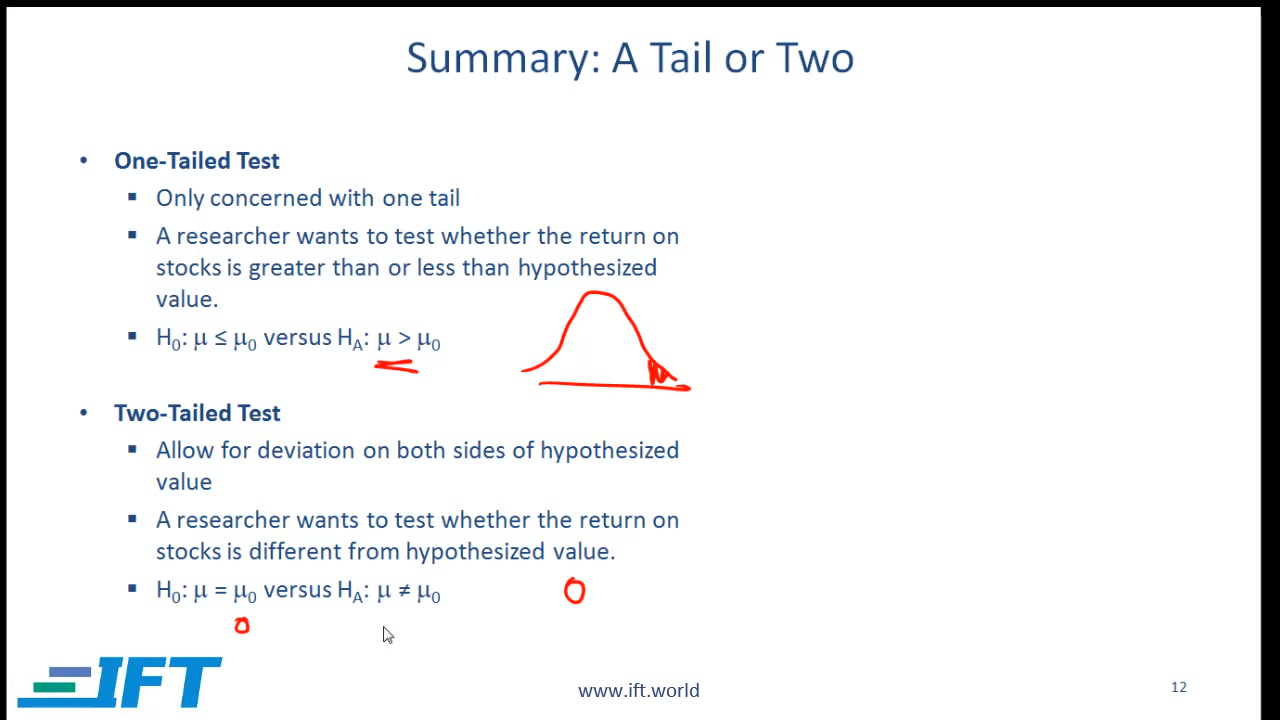 Summary: A Tail or Two
• One-Tailed Test
▪ Only concerned with one tail
▪ A researcher wants to test whether the return on
stocks is greater than or less than hypothesized
value.
▪ H₀: μ ≤ μ₀ versus Hₐ: μ > μ₀
• Two-Tailed Test
▪ Allow for deviation on both sides of hypothesized
value
▪ A researcher wants to test whether the return on
stocks is different from hypothesized value.
▪ H₀: μ = μ₀ versus Hₐ: μ ≠ μ₀
0
0
IFT
www.ift.world
12